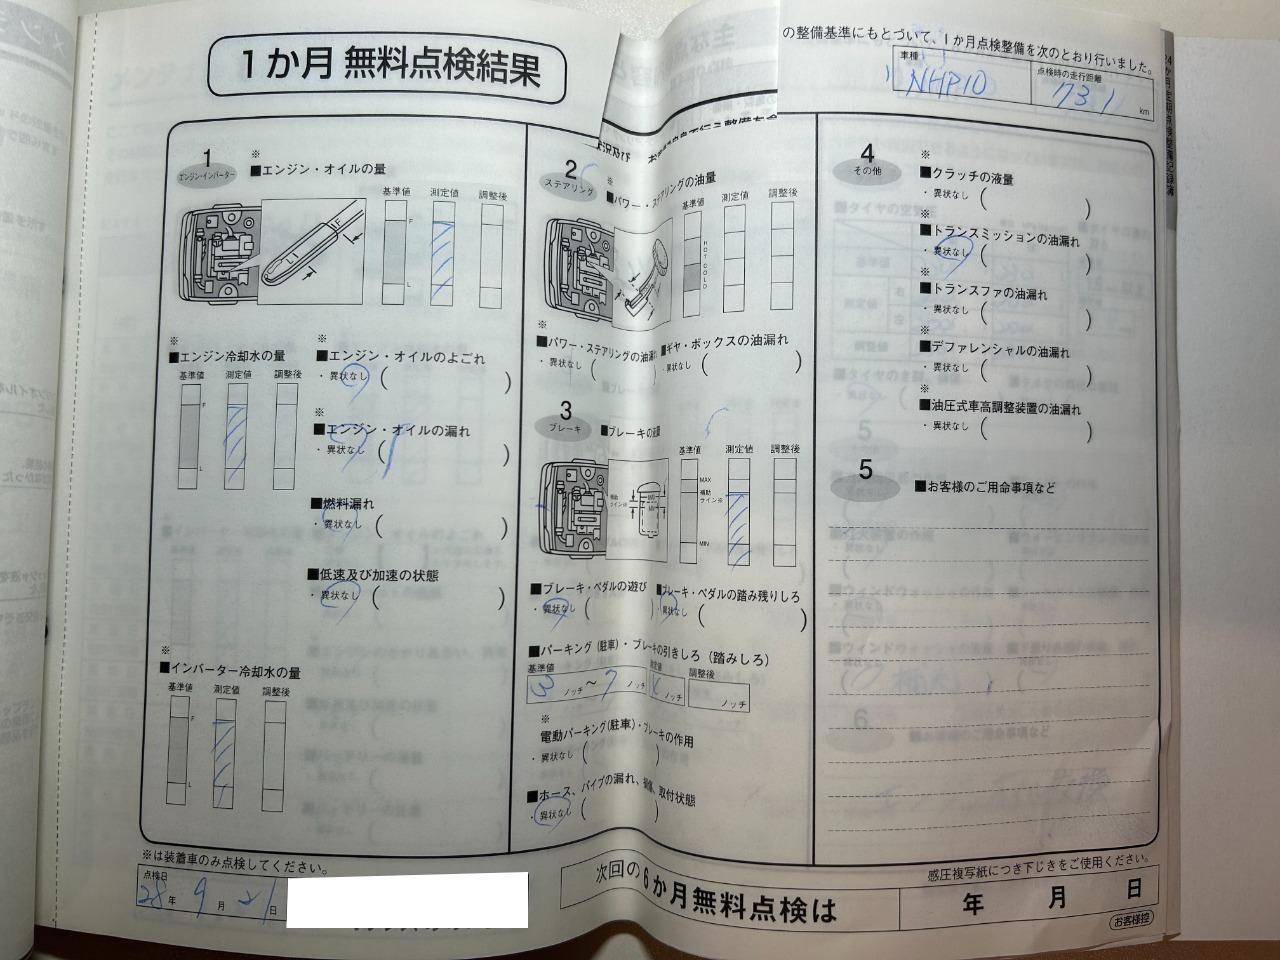 1か月 無料点検結果
の整備基準にもとづいて、1か月点検整備を次のとおり行いました。
車種
NHP10
点検時の走行距離
731
km
1
エンジン・インバーター
※
■エンジン・オイルの量
基準値 測定値 調整後
F
L
※
■エンジン冷却水の量
基準値 測定値 調整後
F
L
※
■エンジン・オイルのよごれ
・異状なし ( )
※
■エンジン・オイルの漏れ
・異状なし ( )
■燃料漏れ
・異状なし ( )
■低速及び加速の状態
・異状なし ( )
※
■インバーター冷却水の量
基準値 測定値 調整後
F
L
2
ステアリング
※
■パワー・ステアリングの油量
基準値 測定値 調整後
HOT COLD
※
■パワー・ステアリングの油漏れ
・異状なし (
■ギヤ・ボックスの油漏れ
・異状なし ( )
3
ブレーキ
■ブレーキの液量
基準値 測定値 調整後
MAX
補助ライン※
MIN
■ブレーキ・ペダルの遊び
・異状なし ( )
■ブレーキ・ペダルの踏み残りしろ
・異状なし ( )
■パーキング(駐車)・ブレーキの引きしろ(踏みしろ)
基準値
3 ノッチ ~ 7 ノッチ
測定値
ノッチ
調整後
ノッチ
※
電動パーキング(駐車)・ブレーキの作用
・異状なし ( )
■ホース、パイプの漏れ、損傷、取付状態
・異状なし ( )
4
その他
※
■クラッチの液量
・異状なし ( )
※
■トランスミッションの油漏れ
・異状なし ( )
※
■トランスファの油漏れ
・異状なし ( )
※
■デファレンシャルの油漏れ
・異状なし ( )
※
■油圧式車高調整装置の油漏れ
・異状なし ( )
5
■お客様のご用命事項など
※は装着車のみ点検してください。
感圧複写紙につき下じきをご使用ください。
点検日
28年 9月 21日
次回の6か月無料点検は
年 月 日
お客様控